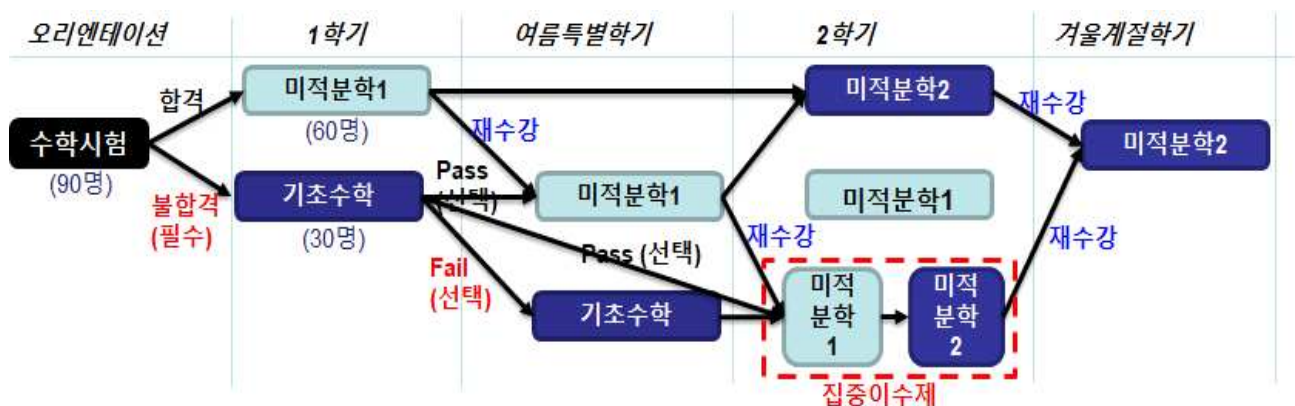 오리엔테이션
1학기
여름특별학기
2학기
겨울계절학기
합격
미적분학1
(60명)
미적분학2
재수강
재수강
수학시험
(90명)
미적분학2
불합격
(필수)
기초수학
(30명)
Pass
(선택)
미적분학1
미적분학1
재수강
재수강
Pass (선택)
Fail
(선택)
기초수학
미적
분학
1
미적
분학
2
집중이수제